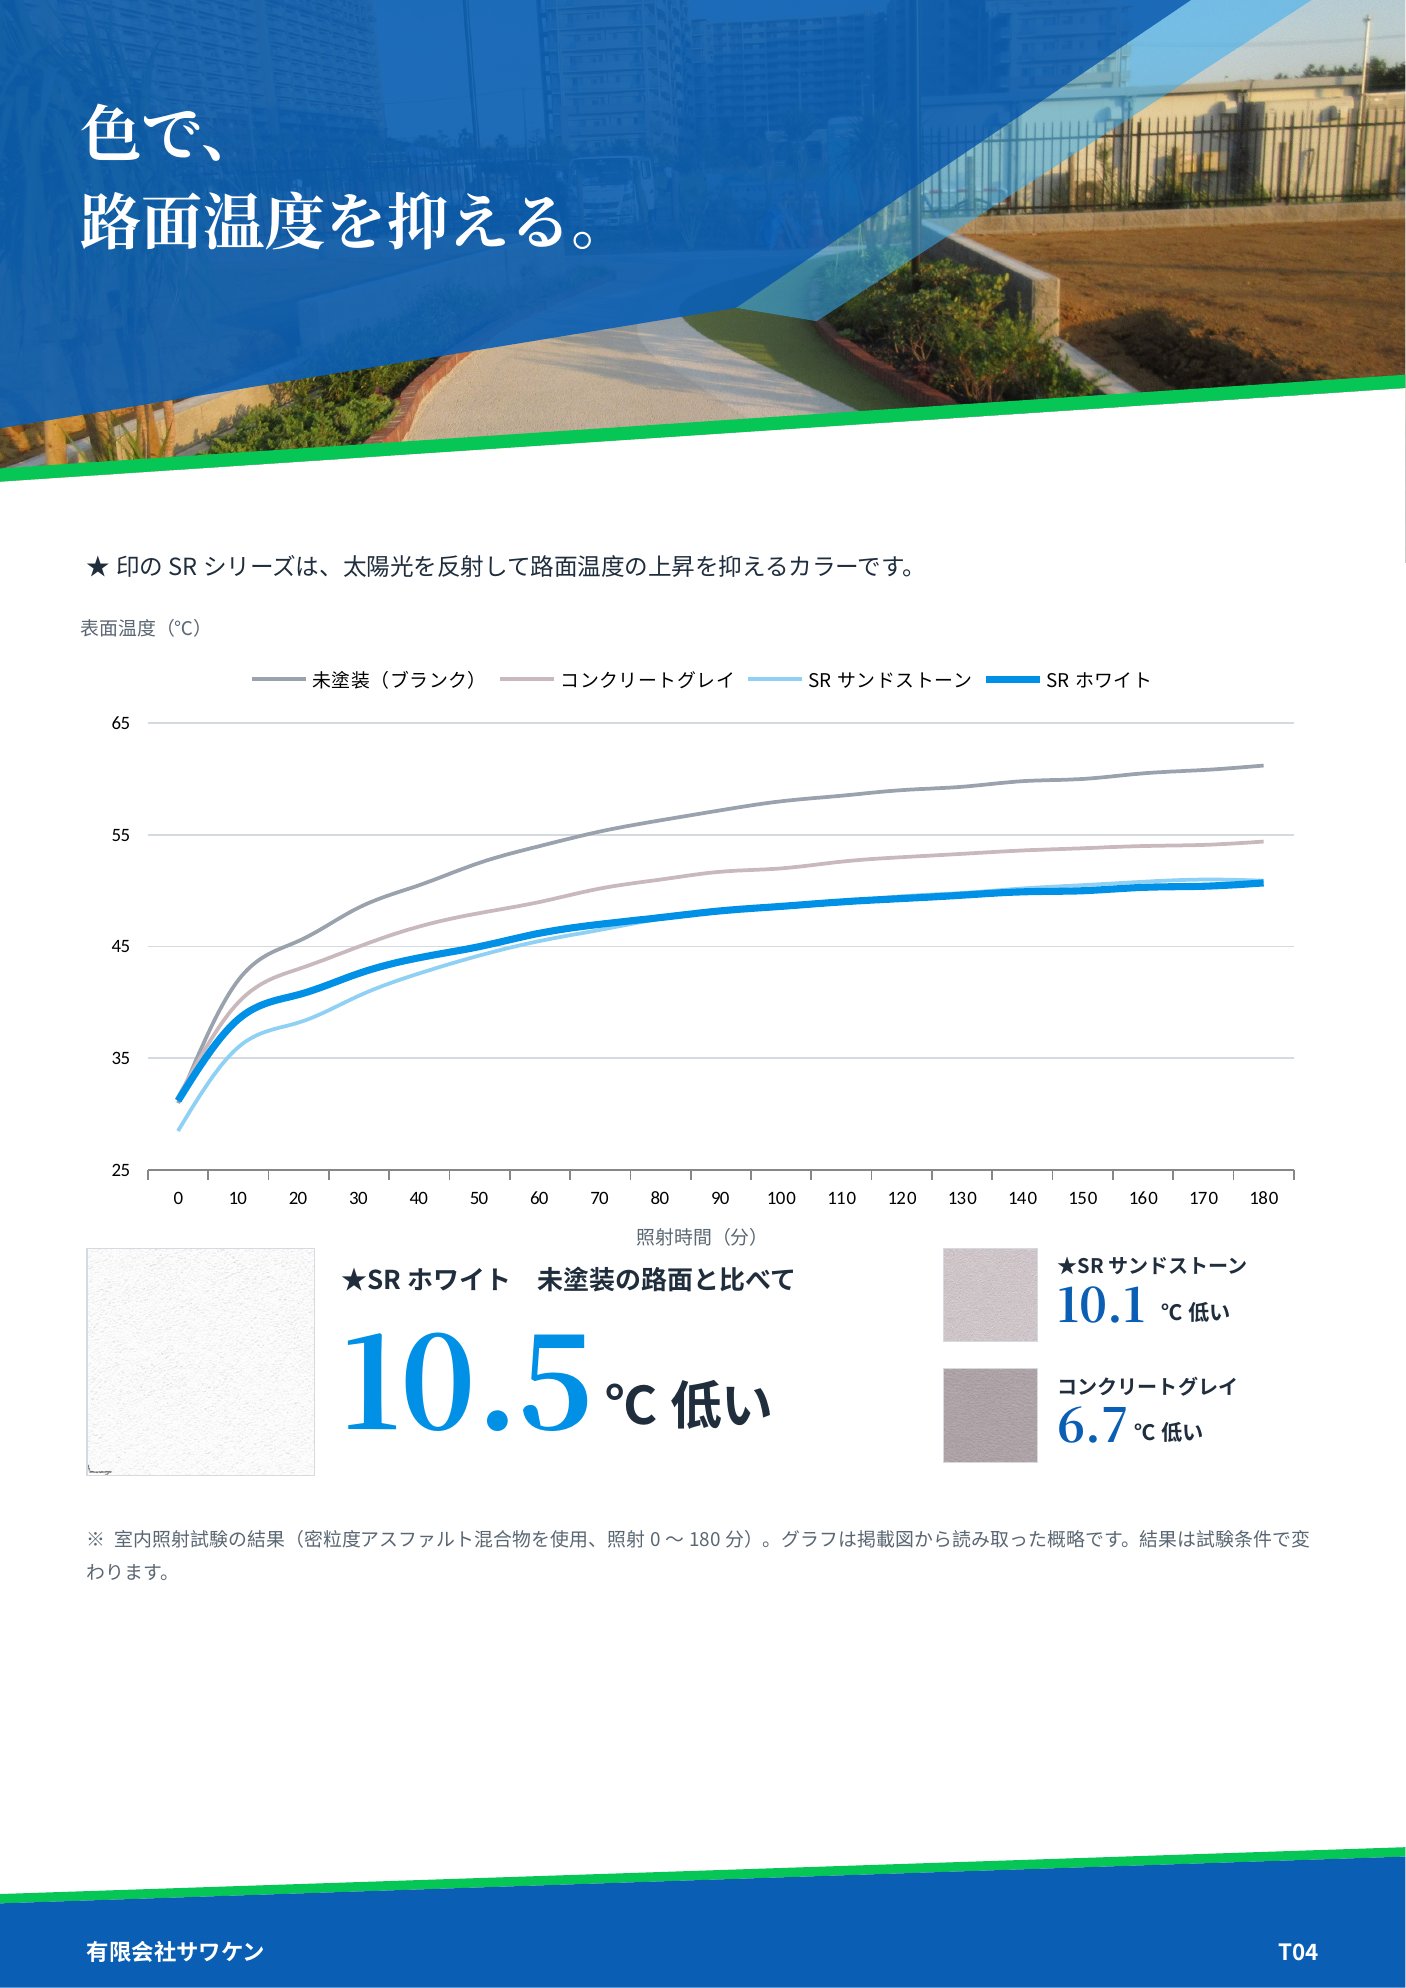 色で、
路面温度を抑える。
★ 印の SR シリーズは、太陽光を反射して路面温度の上昇を抑えるカラーです。
表面温度（℃）
未塗装（ブランク） コンクリートグレイ SR サンドストーン SR ホワイト
65
55
45
35
25
0 10 20 30 40 50 60 70 80 90 100 110 120 130 140 150 160 170 180
照射時間（分）
★SR ホワイト　未塗装の路面と比べて
10.5 ℃ 低い
★SR サンドストーン
10.1 ℃ 低い
コンクリートグレイ
6.7 ℃ 低い
※ 室内照射試験の結果（密粒度アスファルト混合物を使用、照射 0 ～ 180 分）。グラフは掲載図から読み取った概略です。結果は試験条件で変
わります。
有限会社サワケン
T04